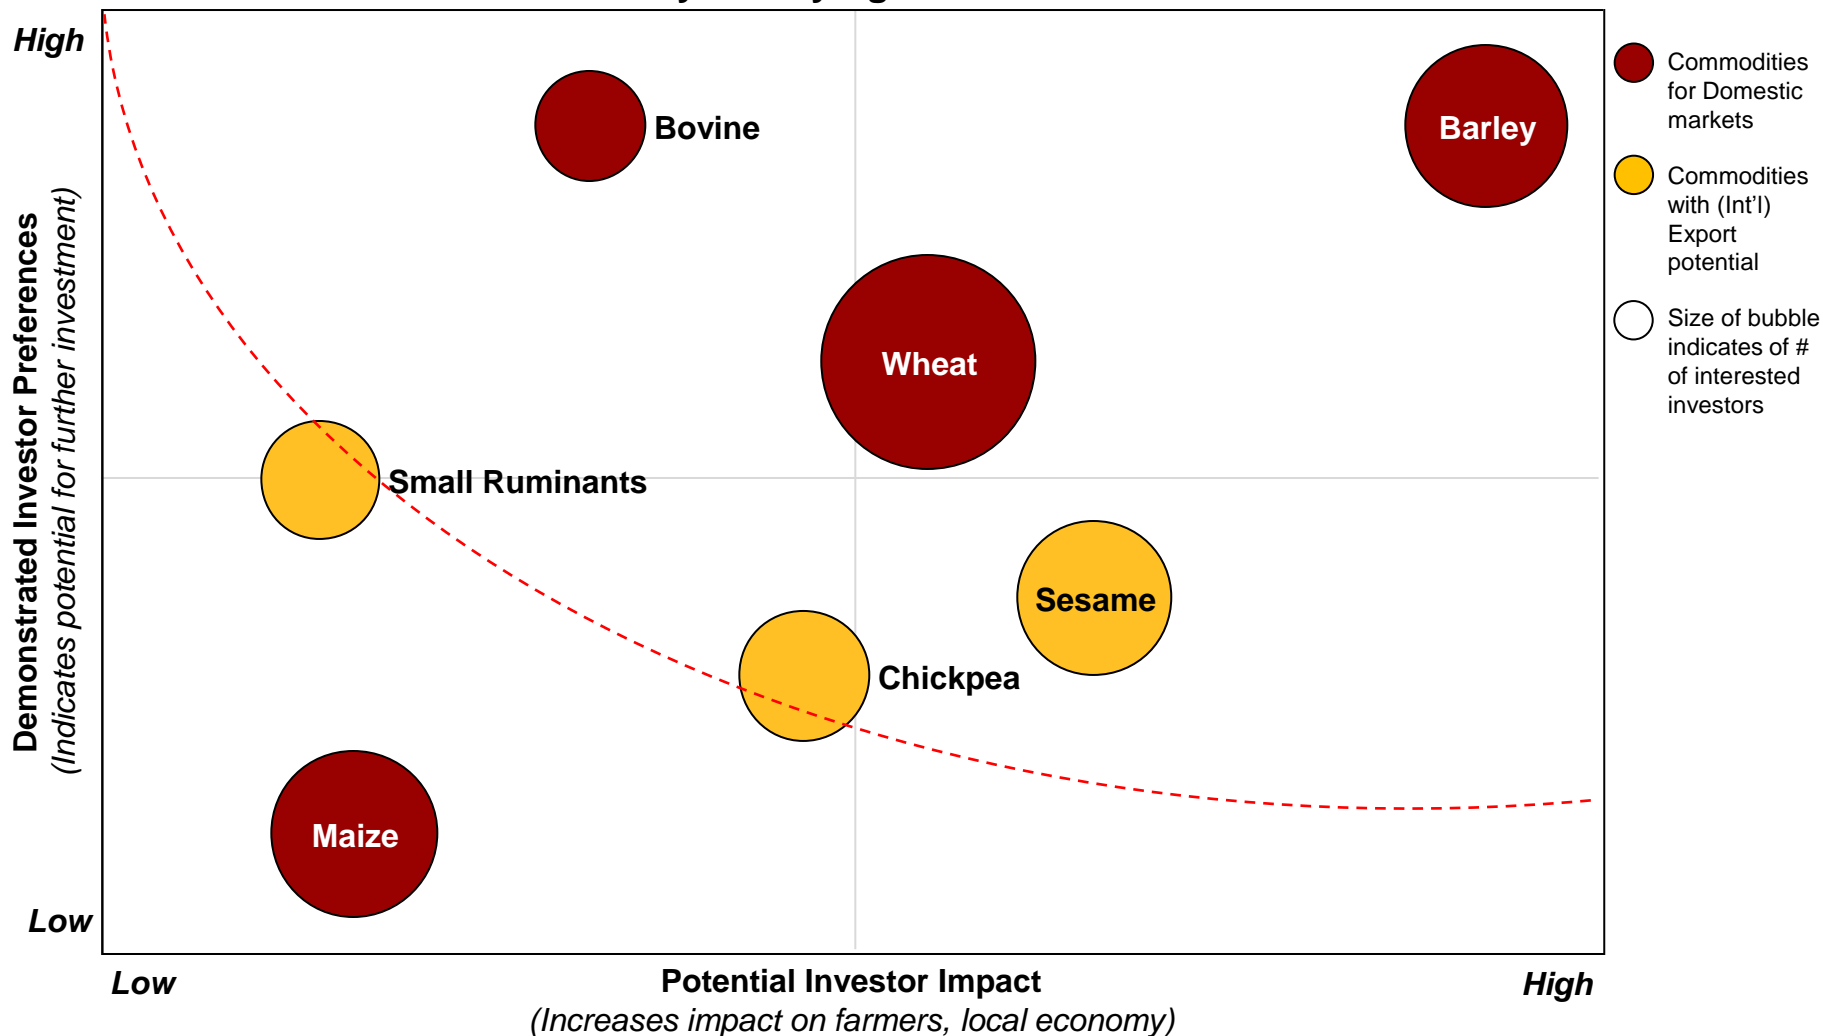 High
Demonstrated Investor Preferences
(Indicates potential for further investment)
Low
Bovine
Barley
Wheat
Small Ruminants
Sesame
Chickpea
Maize
Low
Potential Investor Impact
High
(Increases impact on farmers, local economy)
Commodities
for Domestic
markets
Commodities
with (Int'l)
Export
potential
Size of bubble
indicates of #
of interested
investors